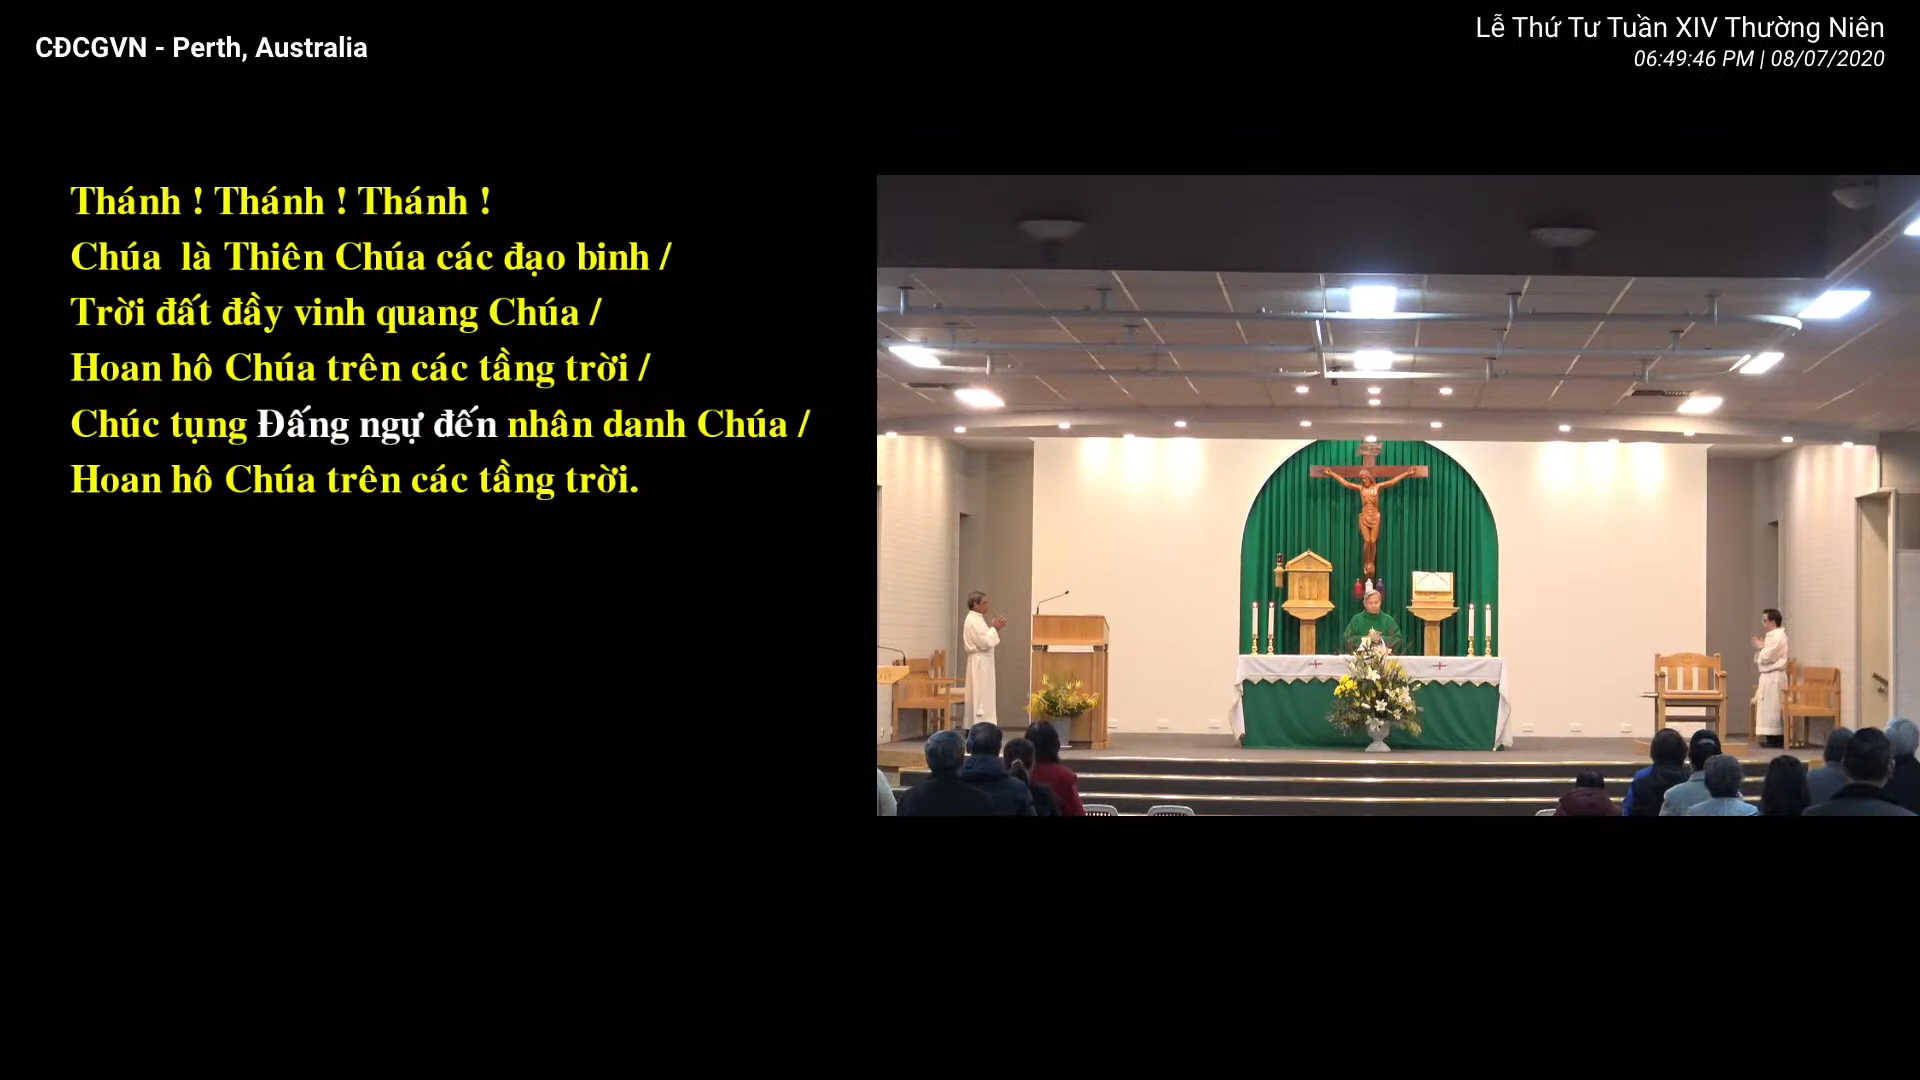 CĐCGVN - Perth, Australia
Lễ Thứ Tư Tuần XIV Thường Niên
06:49:46 PM | 08/07/2020
Thánh ! Thánh ! Thánh !
Chúa là Thiên Chúa các đạo binh /
Trời đất đầy vinh quang Chúa /
Hoan hô Chúa trên các tầng trời /
Chúc tụng Đấng ngự đến nhân danh Chúa /
Hoan hô Chúa trên các tầng trời.